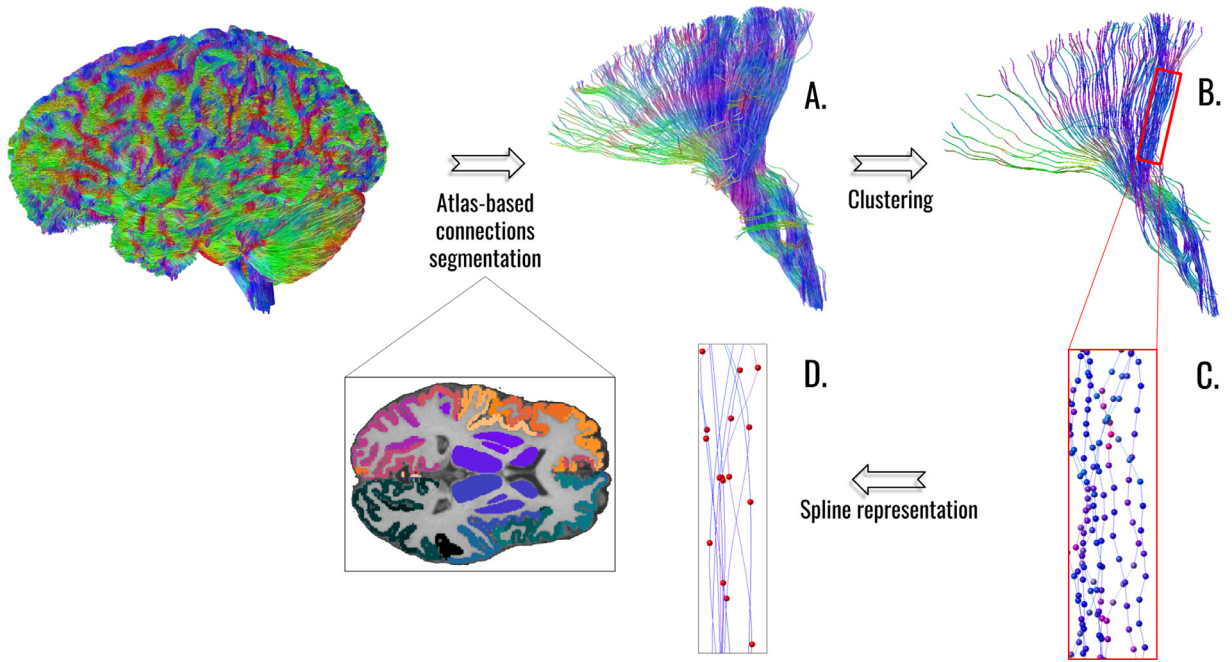 A.
B.
Atlas-based
connections
segmentation
Clustering
D.
C.
Spline representation